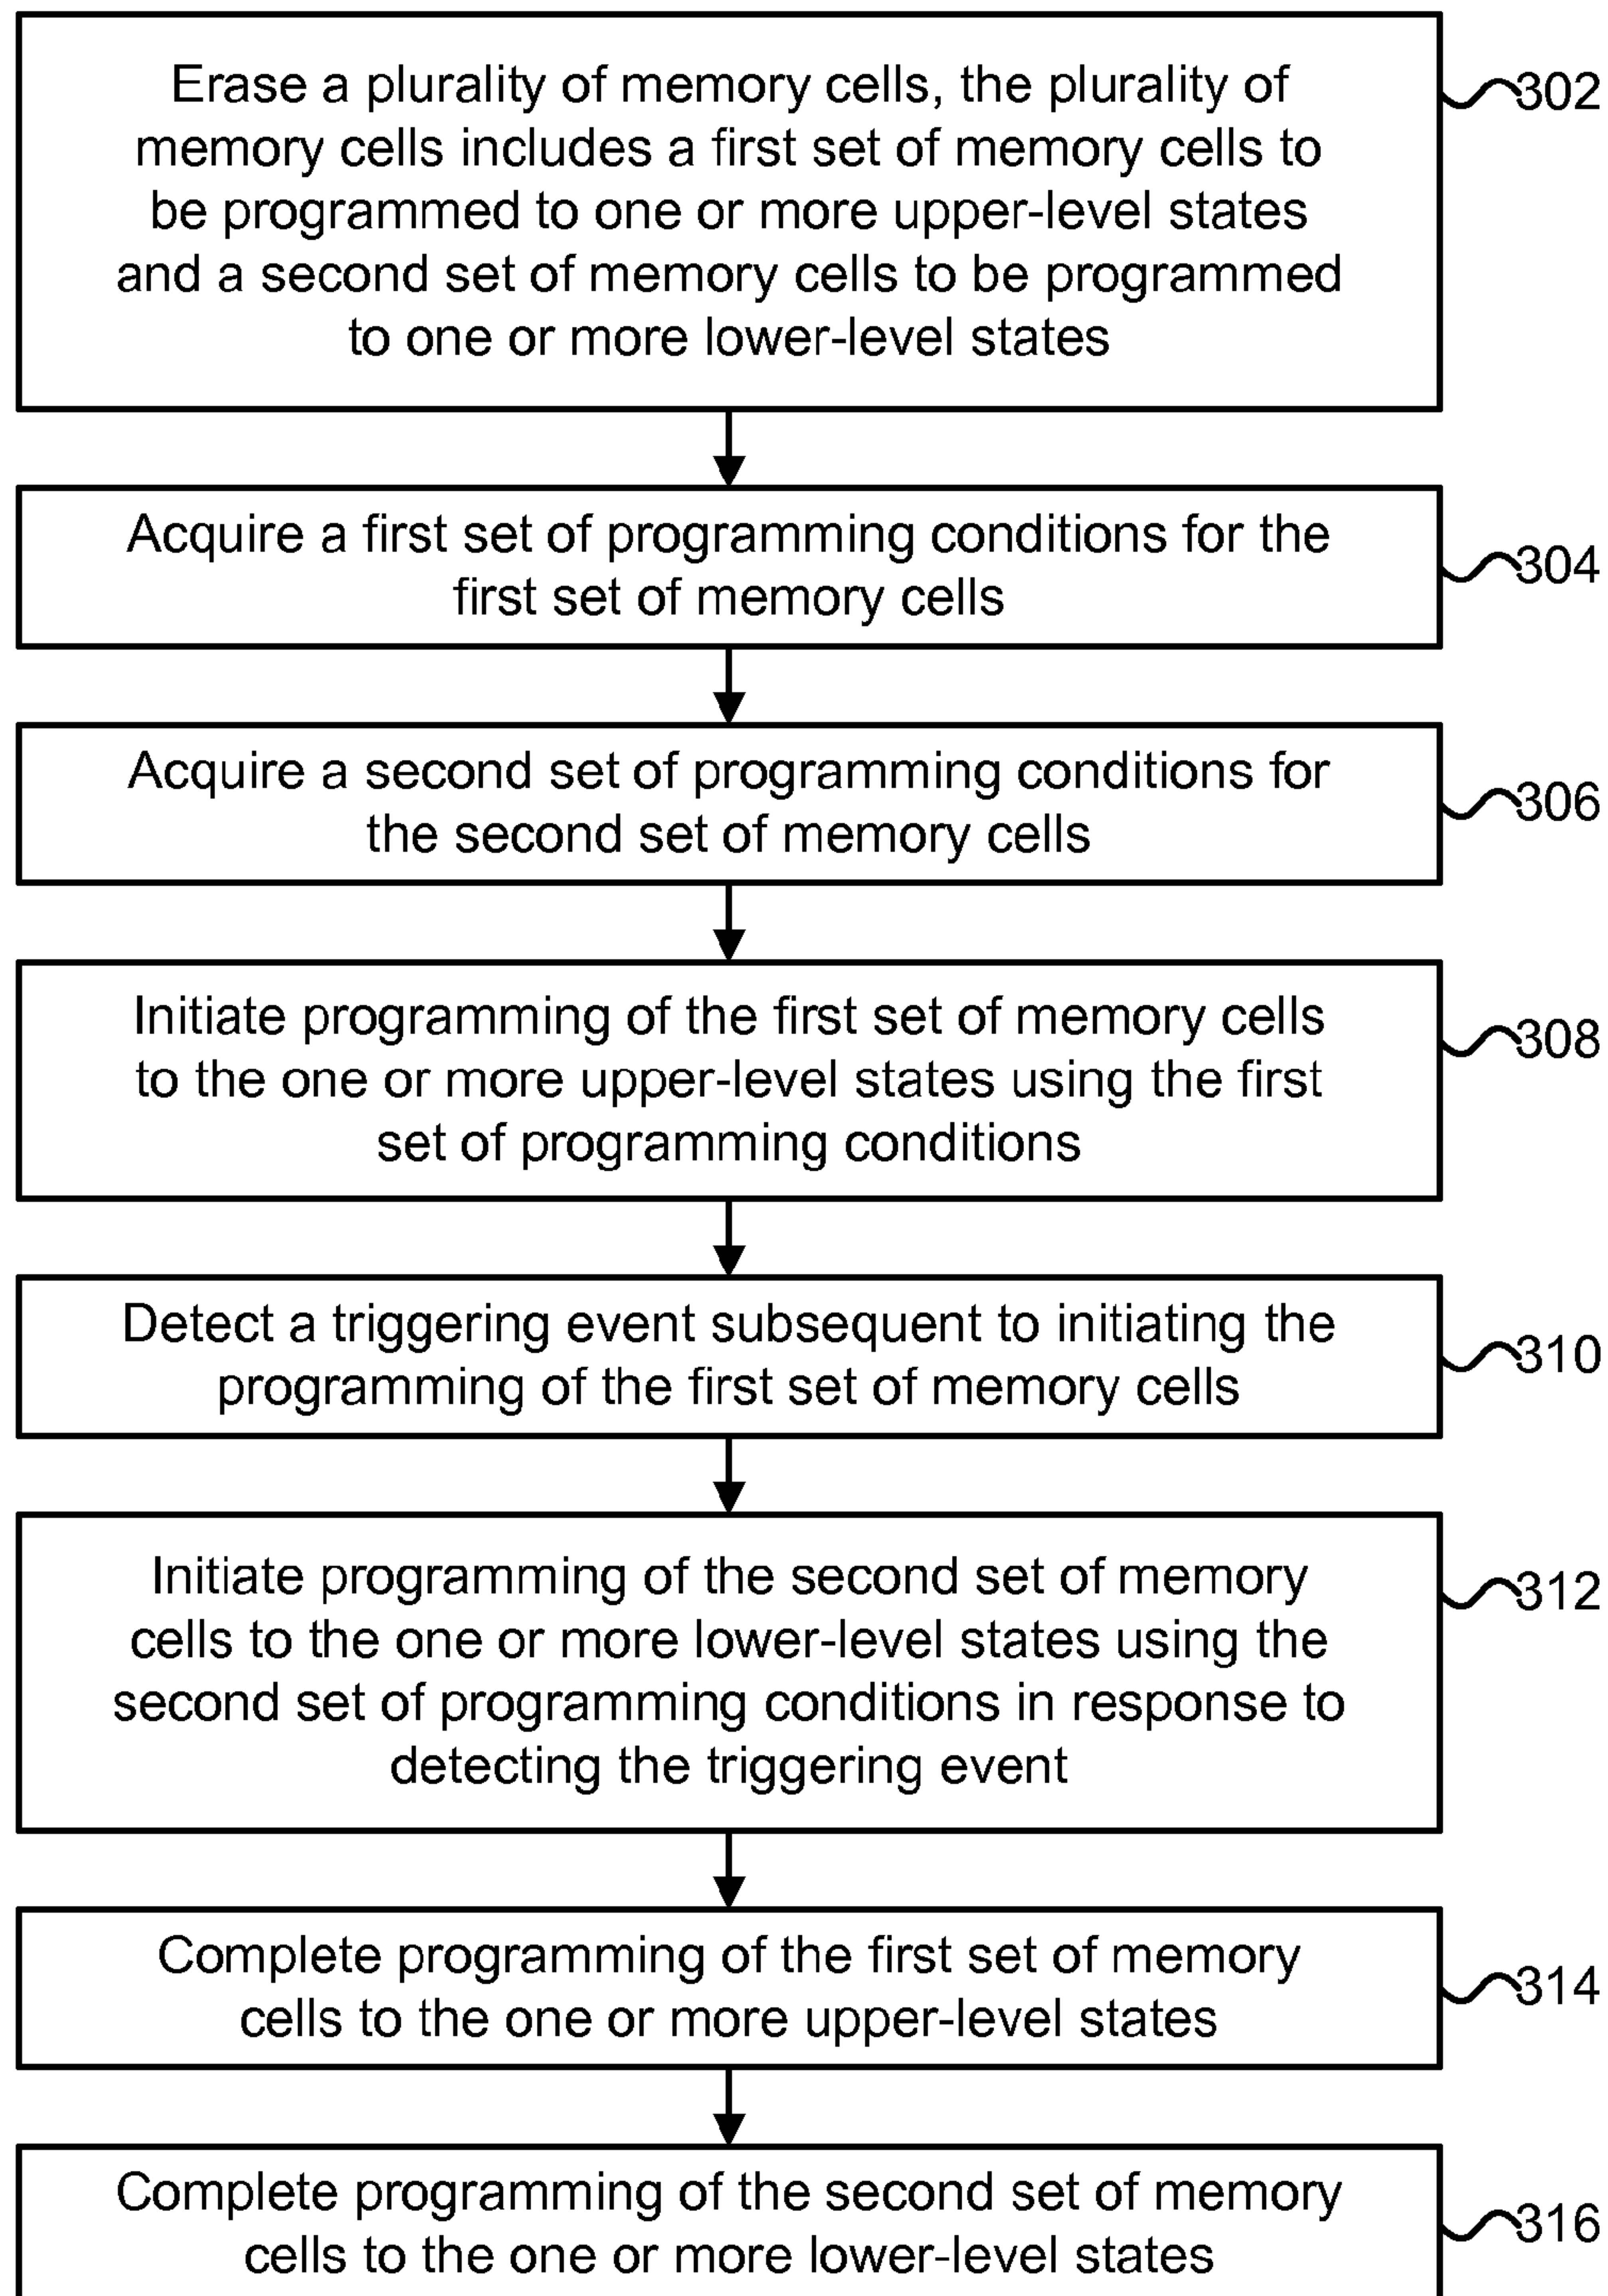 Erase a plurality of memory cells, the plurality of
memory cells includes a first set of memory cells to
be programmed to one or more upper-level states
and a second set of memory cells to be programmed
to one or more lower-level states
302
Acquire a first set of programming conditions for the
first set of memory cells
304
Acquire a second set of programming conditions for
the second set of memory cells
306
Initiate programming of the first set of memory cells
to the one or more upper-level states using the first
set of programming conditions
308
Detect a triggering event subsequent to initiating the
programming of the first set of memory cells
310
Initiate programming of the second set of memory
cells to the one or more lower-level states using the
second set of programming conditions in response to
detecting the triggering event
312
Complete programming of the first set of memory
cells to the one or more upper-level states
314
Complete programming of the second set of memory
cells to the one or more lower-level states
316